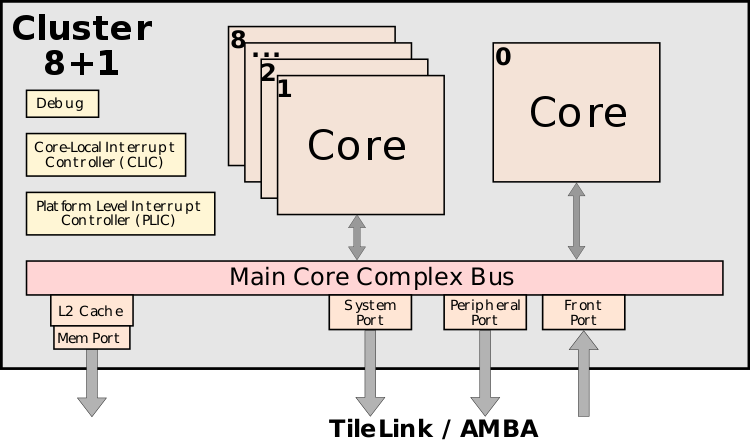 Cluster
8+1
Debug
Core-Local Interrupt
Controller (CLIC)
Platform Level Interrupt
Controller (PLIC)
8
...
2
1
Core
0
Core
Main Core Complex Bus
L2 Cache
Mem Port
System
Port
Peripheral
Port
Front
Port
TileLink / AMBA